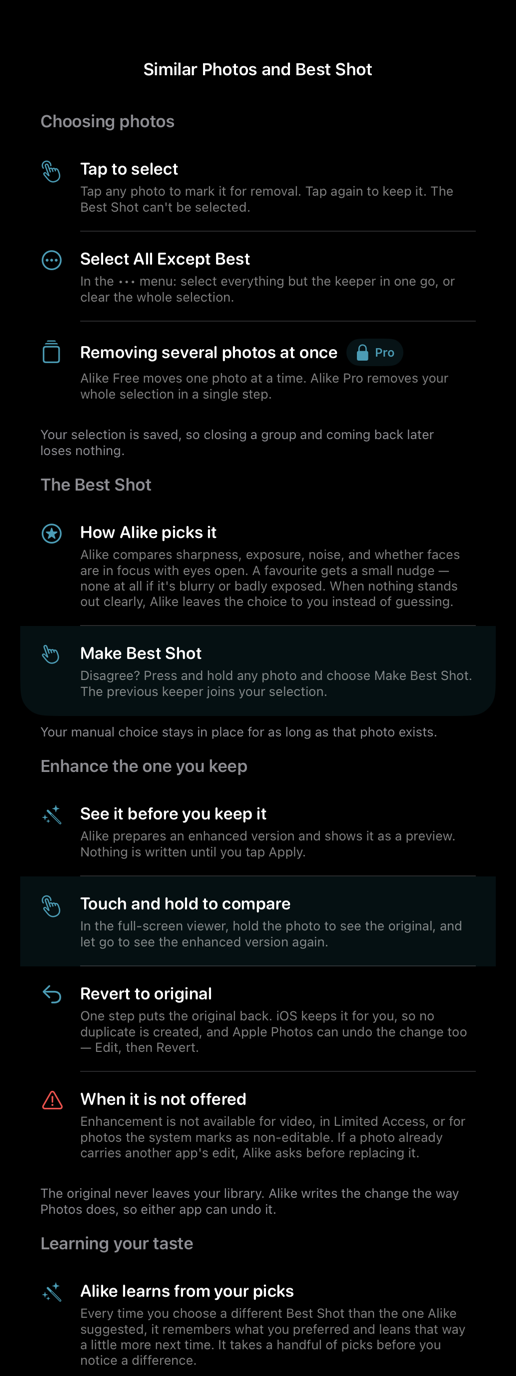 Similar Photos and Best Shot
Choosing photos
Tap to select
Tap any photo to mark it for removal. Tap again to keep it. The
Best Shot can't be selected.
Select All Except Best
In the ••• menu: select everything but the keeper in one go, or
clear the whole selection.
Removing several photos at once Pro
Alike Free moves one photo at a time. Alike Pro removes your
whole selection in a single step.
Your selection is saved, so closing a group and coming back later
loses nothing.
The Best Shot
How Alike picks it
Alike compares sharpness, exposure, noise, and whether faces
are in focus with eyes open. A favourite gets a small nudge —
none at all if it's blurry or badly exposed. When nothing stands
out clearly, Alike leaves the choice to you instead of guessing.
Make Best Shot
Disagree? Press and hold any photo and choose Make Best Shot.
The previous keeper joins your selection.
Your manual choice stays in place for as long as that photo exists.
Enhance the one you keep
See it before you keep it
Alike prepares an enhanced version and shows it as a preview.
Nothing is written until you tap Apply.
Touch and hold to compare
In the full-screen viewer, hold the photo to see the original, and
let go to see the enhanced version again.
Revert to original
One step puts the original back. iOS keeps it for you, so no
duplicate is created, and Apple Photos can undo the change too
— Edit, then Revert.
When it is not offered
Enhancement is not available for video, in Limited Access, or for
photos the system marks as non-editable. If a photo already
carries another app's edit, Alike asks before replacing it.
The original never leaves your library. Alike writes the change the way
Photos does, so either app can undo it.
Learning your taste
Alike learns from your picks
Every time you choose a different Best Shot than the one Alike
suggested, it remembers what you preferred and leans that way
a little more next time. It takes a handful of picks before you
notice a difference.